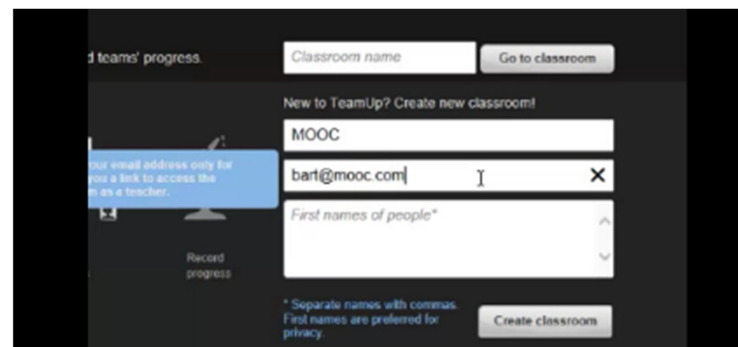 d teams' progress.
Classroom name
Go to classroom
New to TeamUp? Create new classroom!
MOOC
our email address only for
you a link to access the
m as a teacher.
bart@mooc.com
First names of people*
Record
progress
* Separate names with commas.
First names are preferred for
privacy.
Create classroom